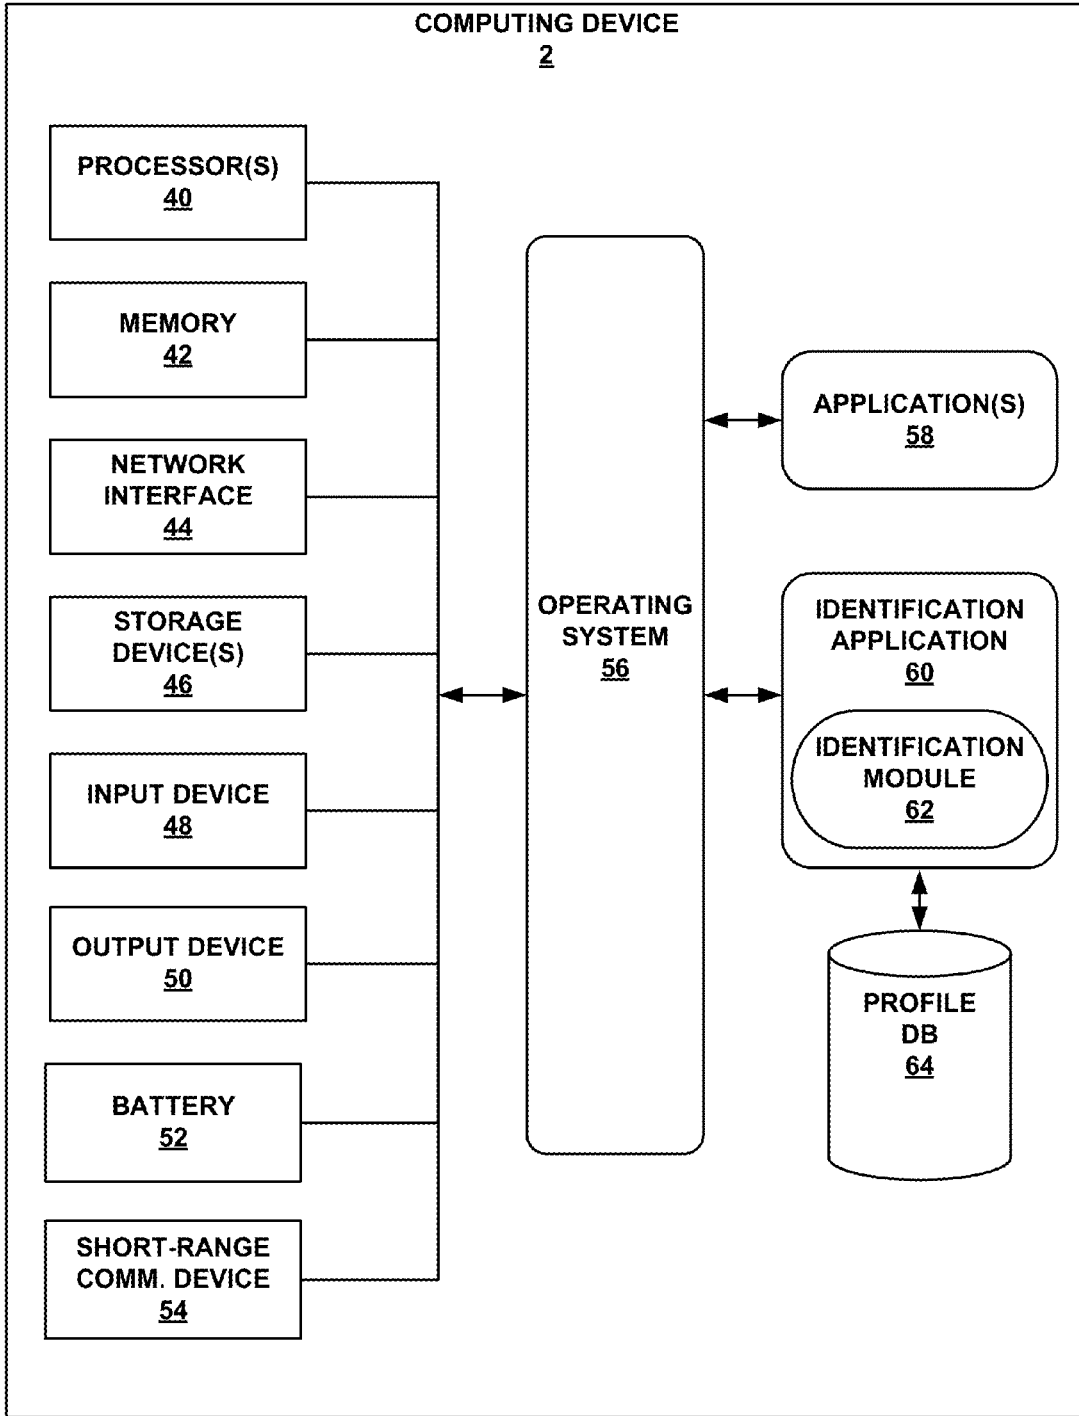 COMPUTING DEVICE
2
PROCESSOR(S)
40
MEMORY
42
NETWORK
INTERFACE
44
STORAGE
DEVICE(S)
46
INPUT DEVICE
48
OUTPUT DEVICE
50
BATTERY
52
SHORT-RANGE
COMM. DEVICE
54
OPERATING
SYSTEM
56
APPLICATION(S)
58
IDENTIFICATION
APPLICATION
60
IDENTIFICATION
MODULE
62
PROFILE
DB
64